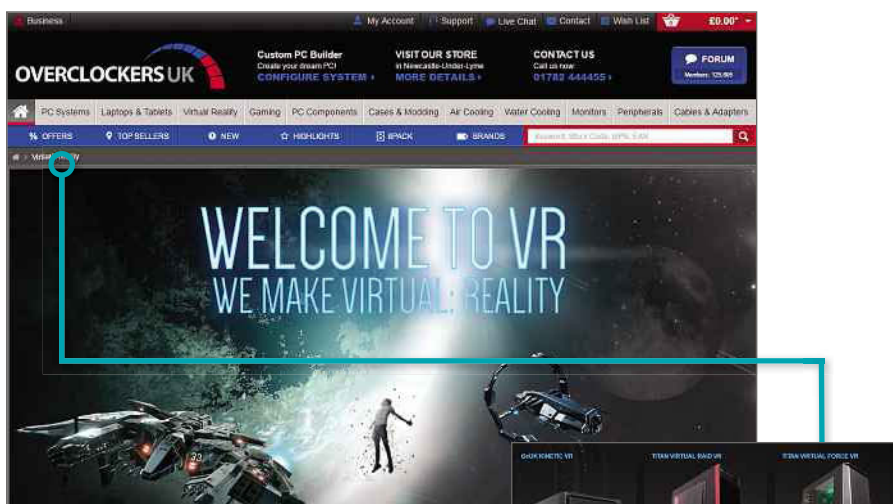 Business
My Account
Support
Live Chat
Contact
Wish List
£0.00*
OVERCLOCKERS UK
Custom PC Builder
Create your dream PC!
CONFIGURE SYSTEM
VISIT OUR STORE
in Newcastle-Under-Lyme
MORE DETAILS
CONTACT US
Call us now
01782 444455
FORUM
PC Systems
Laptops & Tablets
Virtual Reality
Gaming
PC Components
Cases & Modding
Air Cooling
Water Cooling
Monitors
Peripherals
Cables & Adapters
% OFFERS
TOP SELLERS
NEW
HIGHLIGHTS
8PACK
BRANDS
WELCOME TO VR
WE MAKE VIRTUAL: REALITY
33
OcUK KINETIC VR
TITAN VIRTUAL RAID VR
TITAN VIRTUAL FORCE VR